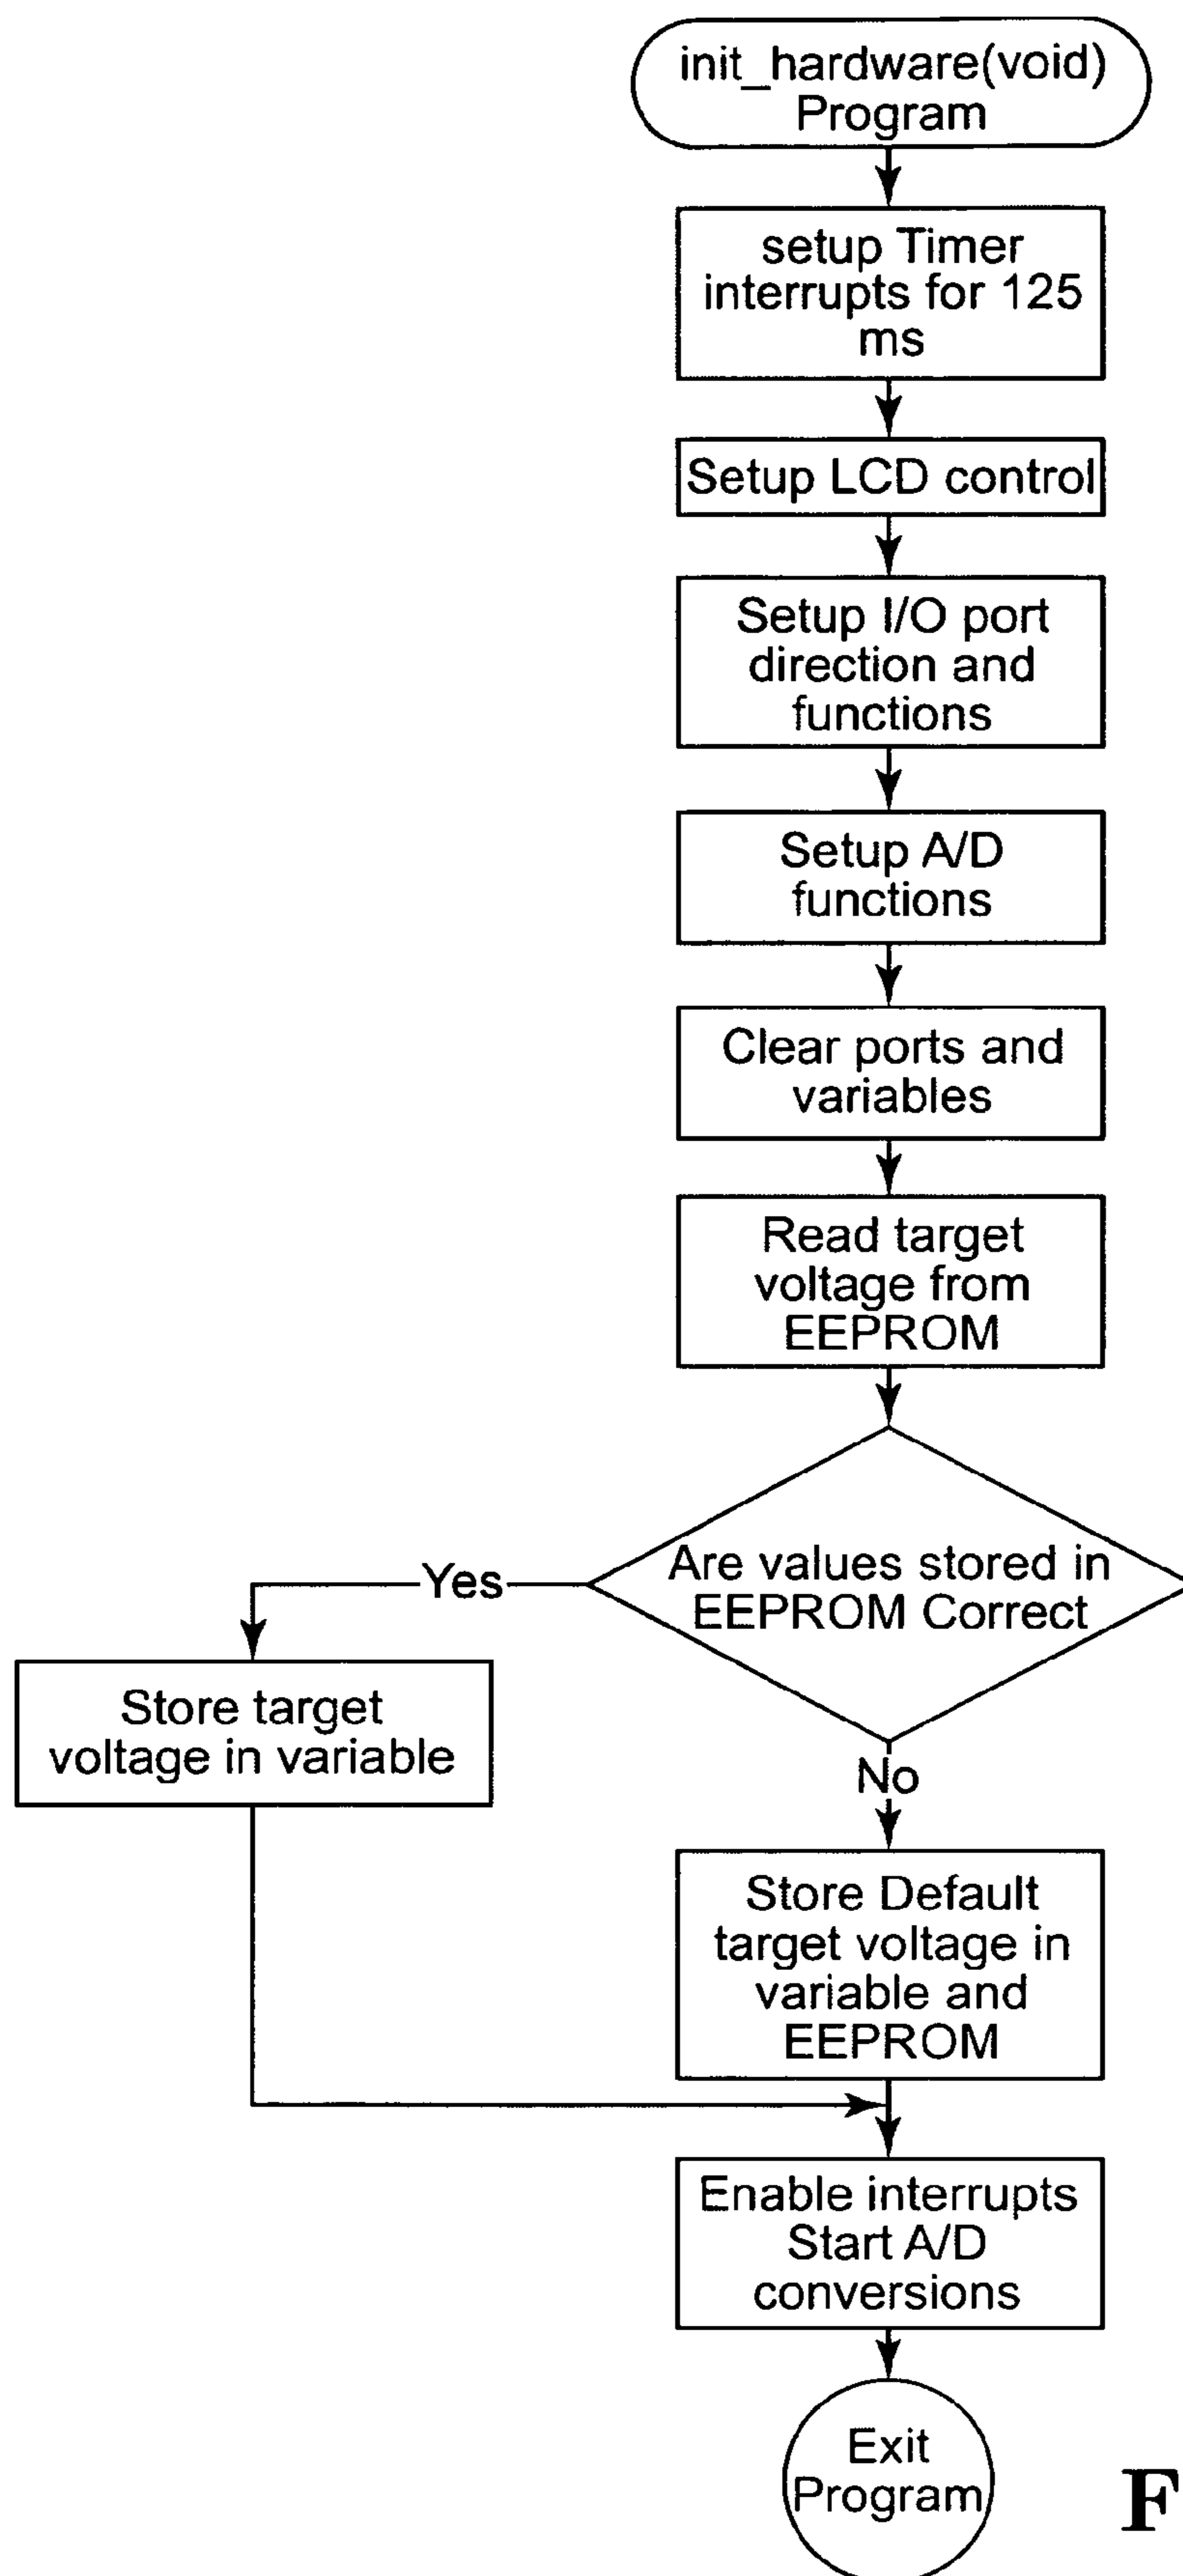 init_hardware(void)
Program
setup Timer
interrupts for 125
ms
Setup LCD control
Setup I/O port
direction and
functions
Setup A/D
functions
Clear ports and
variables
Read target
voltage from
EEPROM
Are values stored in
EEPROM Correct
Yes
Store target
voltage in variable
No
Store Default
target voltage in
variable and
EEPROM
Enable interrupts
Start A/D
conversions
Exit
Program
F